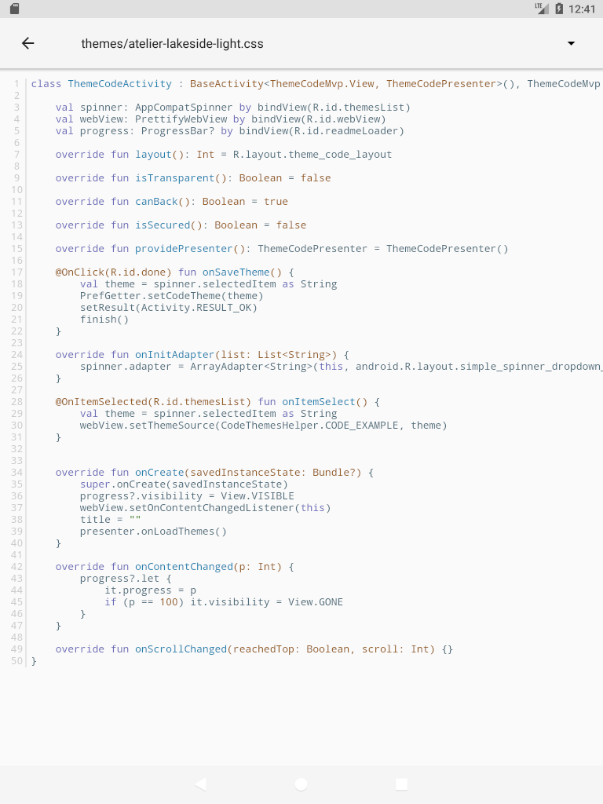 LTE 12:41
themes/atelier-lakeside-light.css
1 class ThemeCodeActivity : BaseActivity<ThemeCodeMvp.View, ThemeCodePresenter>(), ThemeCodeMvp
2
3     val spinner: AppCompatSpinner by bindView(R.id.themesList)
4     val webView: PrettifyWebView by bindView(R.id.webView)
5     val progress: ProgressBar? by bindView(R.id.readmeLoader)
6
7     override fun layout(): Int = R.layout.theme_code_layout
8
9     override fun isTransparent(): Boolean = false
10
11     override fun canBack(): Boolean = true
12
13     override fun isSecured(): Boolean = false
14
15     override fun providePresenter(): ThemeCodePresenter = ThemeCodePresenter()
16
17     @OnClick(R.id.done) fun onSaveTheme() {
18         val theme = spinner.selectedItem as String
19         PrefGetter.setCodeTheme(theme)
20         setResult(Activity.RESULT_OK)
21         finish()
22     }
23
24     override fun onInitAdapter(list: List<String>) {
25         spinner.adapter = ArrayAdapter<String>(this, android.R.layout.simple_spinner_dropdown_
26     }
27
28     @OnItemSelected(R.id.themesList) fun onItemSelect() {
29         val theme = spinner.selectedItem as String
30         webView.setThemeSource(CodeThemesHelper.CODE_EXAMPLE, theme)
31     }
32
33
34     override fun onCreate(savedInstanceState: Bundle?) {
35         super.onCreate(savedInstanceState)
36         progress?.visibility = View.VISIBLE
37         webView.setOnContentChangedListener(this)
38         title = ""
39         presenter.onLoadThemes()
40     }
41
42     override fun onContentChanged(p: Int) {
43         progress?.let {
44             it.progress = p
45             if (p == 100) it.visibility = View.GONE
46         }
47     }
48
49     override fun onScrollChanged(reachedTop: Boolean, scroll: Int) {}
50 }